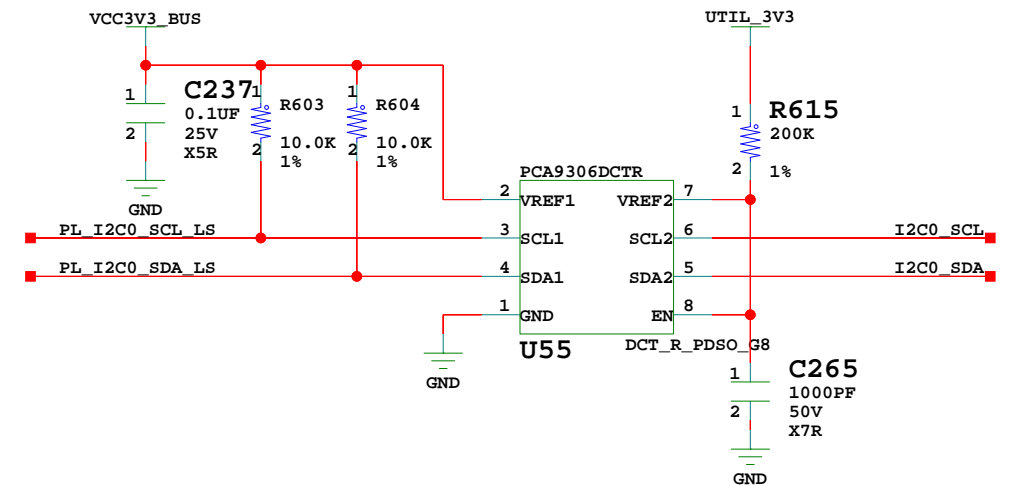 VCC3V3_BUS
UTIL_3V3
1
C237
0.1UF
25V
X5R
2
GND
1
R603
10.0K
1%
2
1
R604
10.0K
1%
2
1
R615
200K
1%
2
PCA9306DCTR
2
VREF1
VREF2
7
PL_I2C0_SCL_LS
3
SCL1
SCL2
6
I2C0_SCL
PL_I2C0_SDA_LS
4
SDA1
SDA2
5
I2C0_SDA
1
GND
EN
8
U55
DCT_R_PDSO_G8
GND
1
C265
1000PF
50V
X7R
2
GND